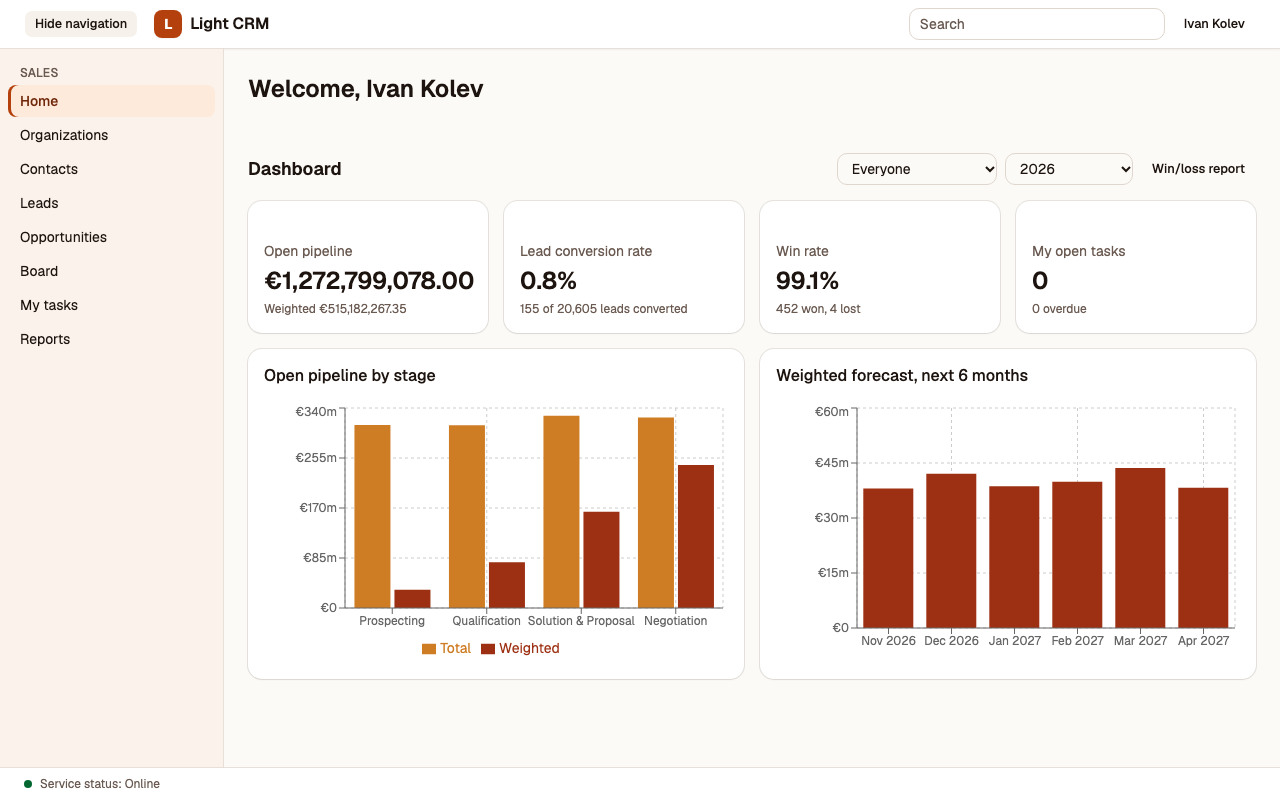 Hide navigation
L
Light CRM
Search
Ivan Kolev
SALES
Home
Organizations
Contacts
Leads
Opportunities
Board
My tasks
Reports
Welcome, Ivan Kolev
Dashboard
Everyone
2026
Win/loss report
Open pipeline
€1,272,799,078.00
Weighted €515,182,267.35
Lead conversion rate
0.8%
155 of 20,605 leads converted
Win rate
99.1%
452 won, 4 lost
My open tasks
0
0 overdue
Open pipeline by stage
€340m
€255m
€170m
€85m
€0
Prospecting Qualification Solution & Proposal Negotiation
Total Weighted
Weighted forecast, next 6 months
€60m
€45m
€30m
€15m
€0
Nov 2026 Dec 2026 Jan 2027 Feb 2027 Mar 2027 Apr 2027
Service status: Online